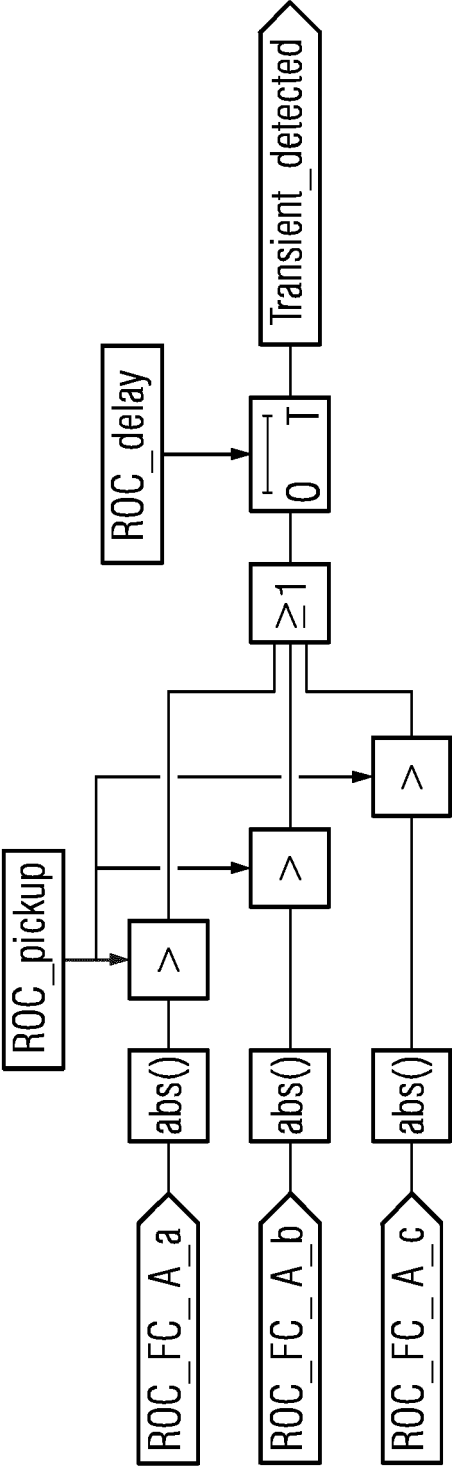 ROC_pickup
ROC_delay
ROC_FC_A_a
abs()
>
ROC_FC_A_b
abs()
>
≥1
0 T
Transient_detected
ROC_FC_A_c
abs()
>